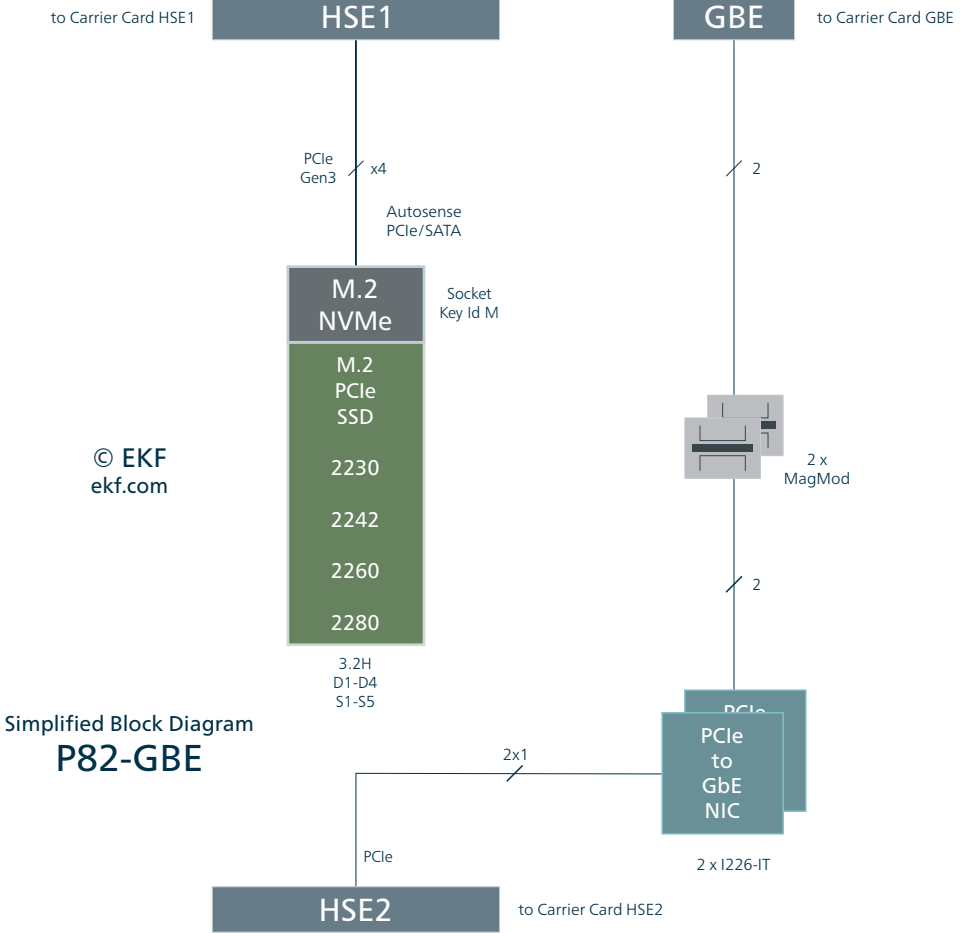 to Carrier Card HSE1
HSE1
GBE
to Carrier Card GBE
PCIe
Gen3
x4
2
Autosense
PCIe/SATA
M.2
NVMe
Socket
Key Id M
M.2
PCIe
SSD
2230
2242
2260
2280
3.2H
D1-D4
S1-S5
© EKF
ekf.com
2 x
MagMod
2
Simplified Block Diagram
P82-GBE
PCIe
PCIe
to
GbE
NIC
2x1
2 x I226-IT
PCIe
HSE2
to Carrier Card HSE2